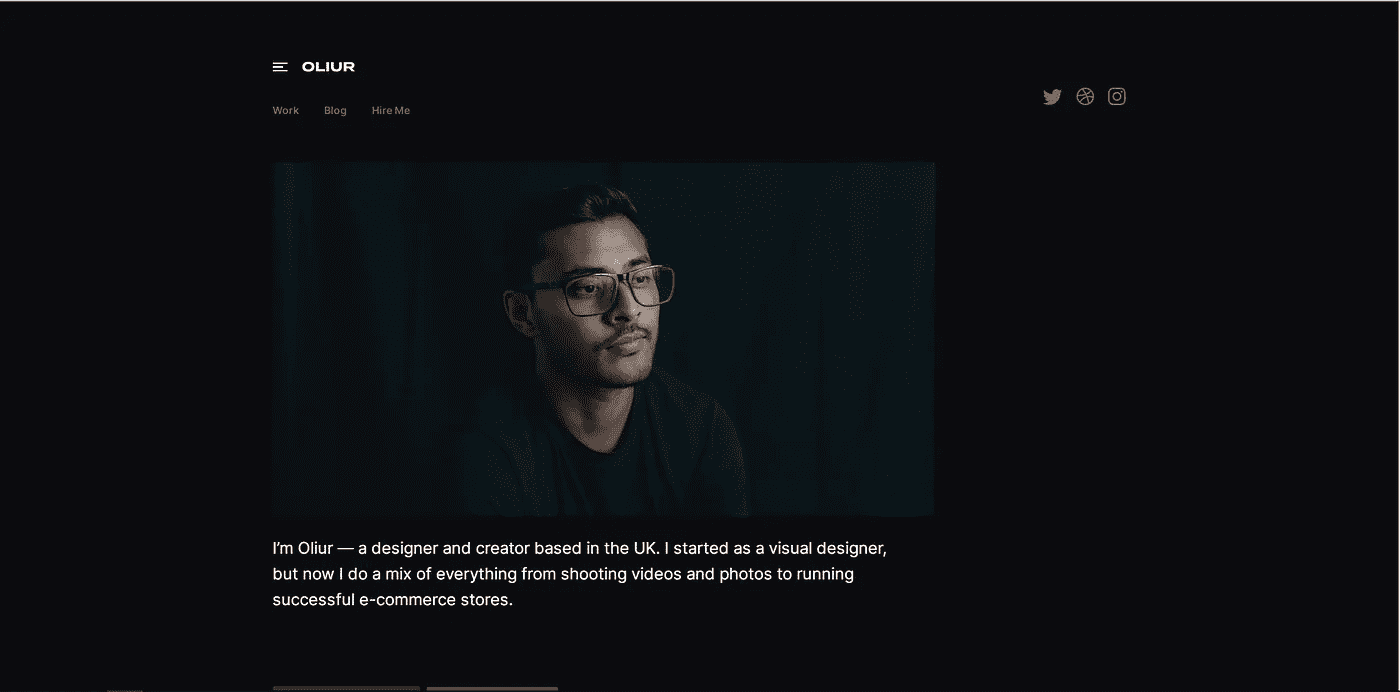 OLIUR
Work Blog Hire Me
I’m Oliur — a designer and creator based in the UK. I started as a visual designer,
but now I do a mix of everything from shooting videos and photos to running
successful e-commerce stores.